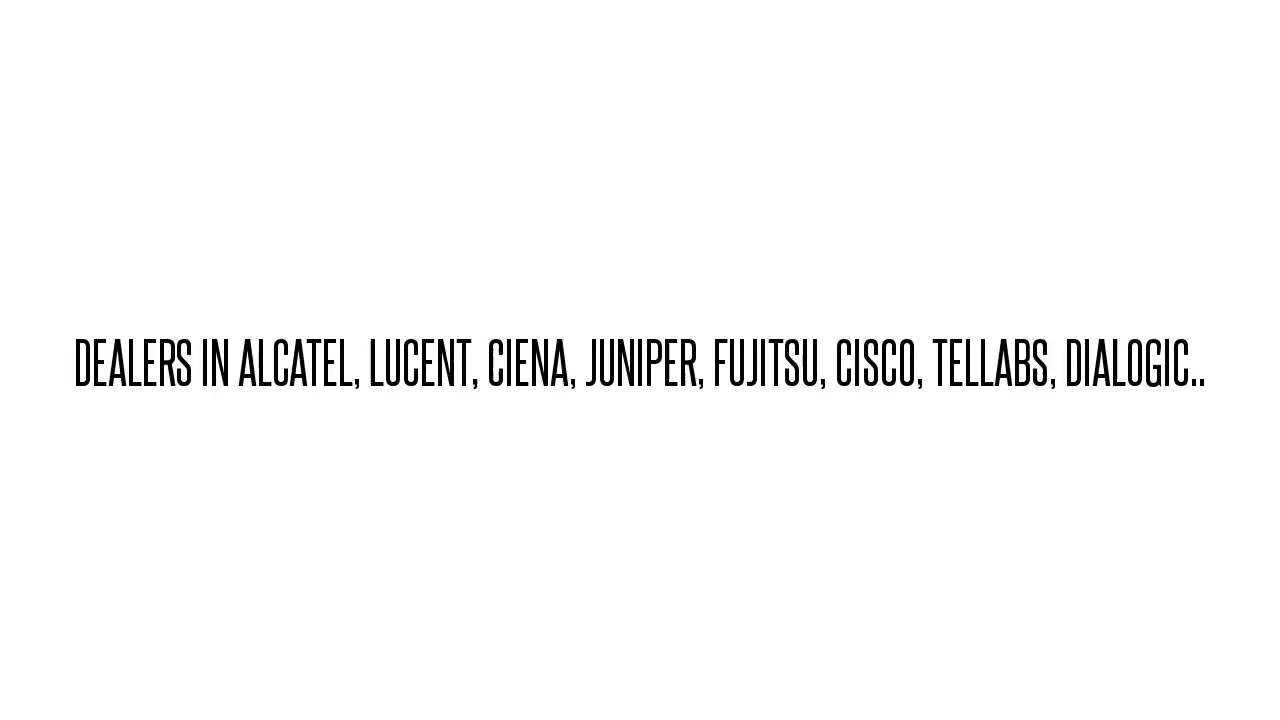 DEALERS IN ALCATEL, LUCENT, CIENA, JUNIPER, FUJITSU, CISCO, TELLABS, DIALOGIC..